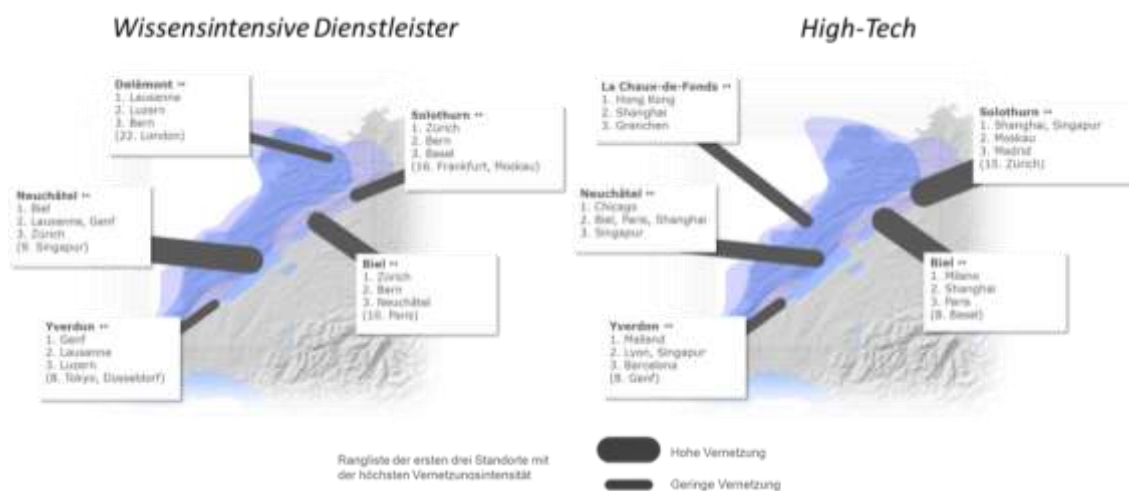 Wissensintensive Dienstleister
High-Tech
Delémont ↔
1. Lausanne
2. Luzern
3. Bern
(22. London)
Solothurn ↔
1. Zürich
2. Bern
3. Basel
(16. Frankfurt, Moskau)
Neuchâtel ↔
1. Biel
2. Lausanne, Genf
3. Zürich
(9. Singapur)
Biel ↔
1. Zürich
2. Bern
3. Neuchâtel
(10. Paris)
Yverdon ↔
1. Genf
2. Lausanne
3. Luzern
(8. Tokyo, Düsseldorf)
La Chaux-de-Fonds ↔
1. Hong Kong
2. Shanghai
3. Grenchen
Solothurn ↔
1. Shanghai, Singapur
2. Moskau
3. Madrid
(15. Zürich)
Neuchâtel ↔
1. Chicago
2. Biel, Paris, Shanghai
3. Singapur
Biel ↔
1. Milano
2. Shanghai
3. Paris
(8. Basel)
Yverdon ↔
1. Mailand
2. Lyon, Singapur
3. Barcelona
(8. Genf)
Rangliste der ersten drei Standorte mit
der höchsten Vernetzungsintensität
Hohe Vernetzung
Geringe Vernetzung